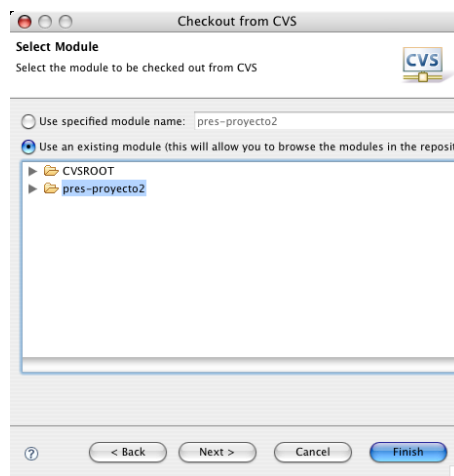 Checkout from CVS
Select Module
Select the module to be checked out from CVS
CVS
Use specified module name: pres-proyecto2
Use an existing module (this will allow you to browse the modules in the reposit
CVSROOT
pres-proyecto2
? < Back Next > Cancel Finish